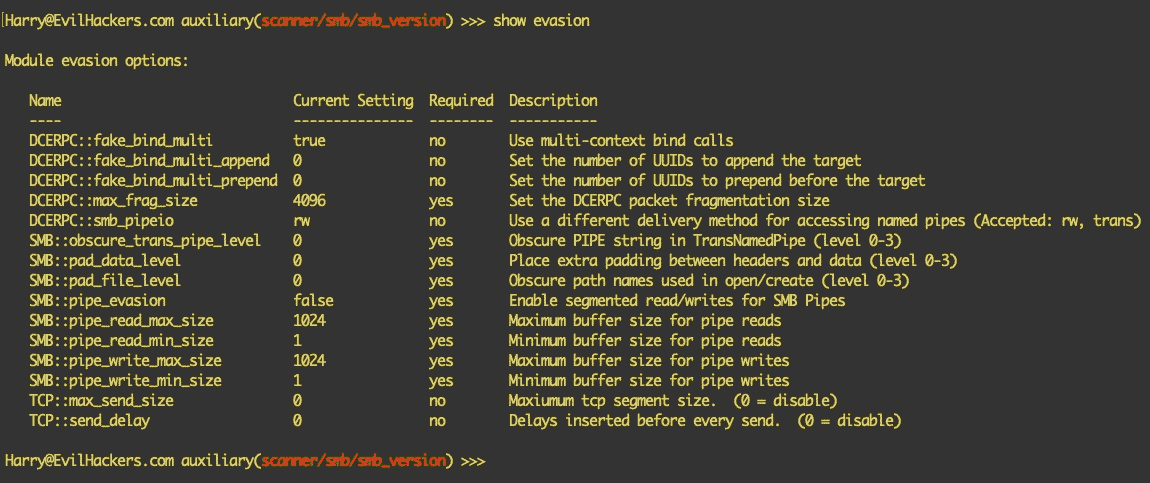 Harry@EvilHackers.com auxiliary(scanner/smb/smb_version) >>> show evasion
Module evasion options:
Name Current Setting Required Description
---- --------------- -------- -----------
DCERPC::fake_bind_multi true no Use multi-context bind calls
DCERPC::fake_bind_multi_append 0 no Set the number of UUIDs to append the target
DCERPC::fake_bind_multi_prepend 0 no Set the number of UUIDs to prepend before the target
DCERPC::max_frag_size 4096 yes Set the DCERPC packet fragmentation size
DCERPC::smb_pipeio rw no Use a different delivery method for accessing named pipes (Accepted: rw, trans)
SMB::obscure_trans_pipe_level 0 yes Obscure PIPE string in TransNamedPipe (level 0-3)
SMB::pad_data_level 0 yes Place extra padding between headers and data (level 0-3)
SMB::pad_file_level 0 yes Obscure path names used in open/create (level 0-3)
SMB::pipe_evasion false yes Enable segmented read/writes for SMB Pipes
SMB::pipe_read_max_size 1024 yes Maximum buffer size for pipe reads
SMB::pipe_read_min_size 1 yes Minimum buffer size for pipe reads
SMB::pipe_write_max_size 1024 yes Maximum buffer size for pipe writes
SMB::pipe_write_min_size 1 yes Minimum buffer size for pipe writes
TCP::max_send_size 0 no Maxiumum tcp segment size. (0 = disable)
TCP::send_delay 0 no Delays inserted before every send. (0 = disable)
Harry@EvilHackers.com auxiliary(scanner/smb/smb_version) >>>